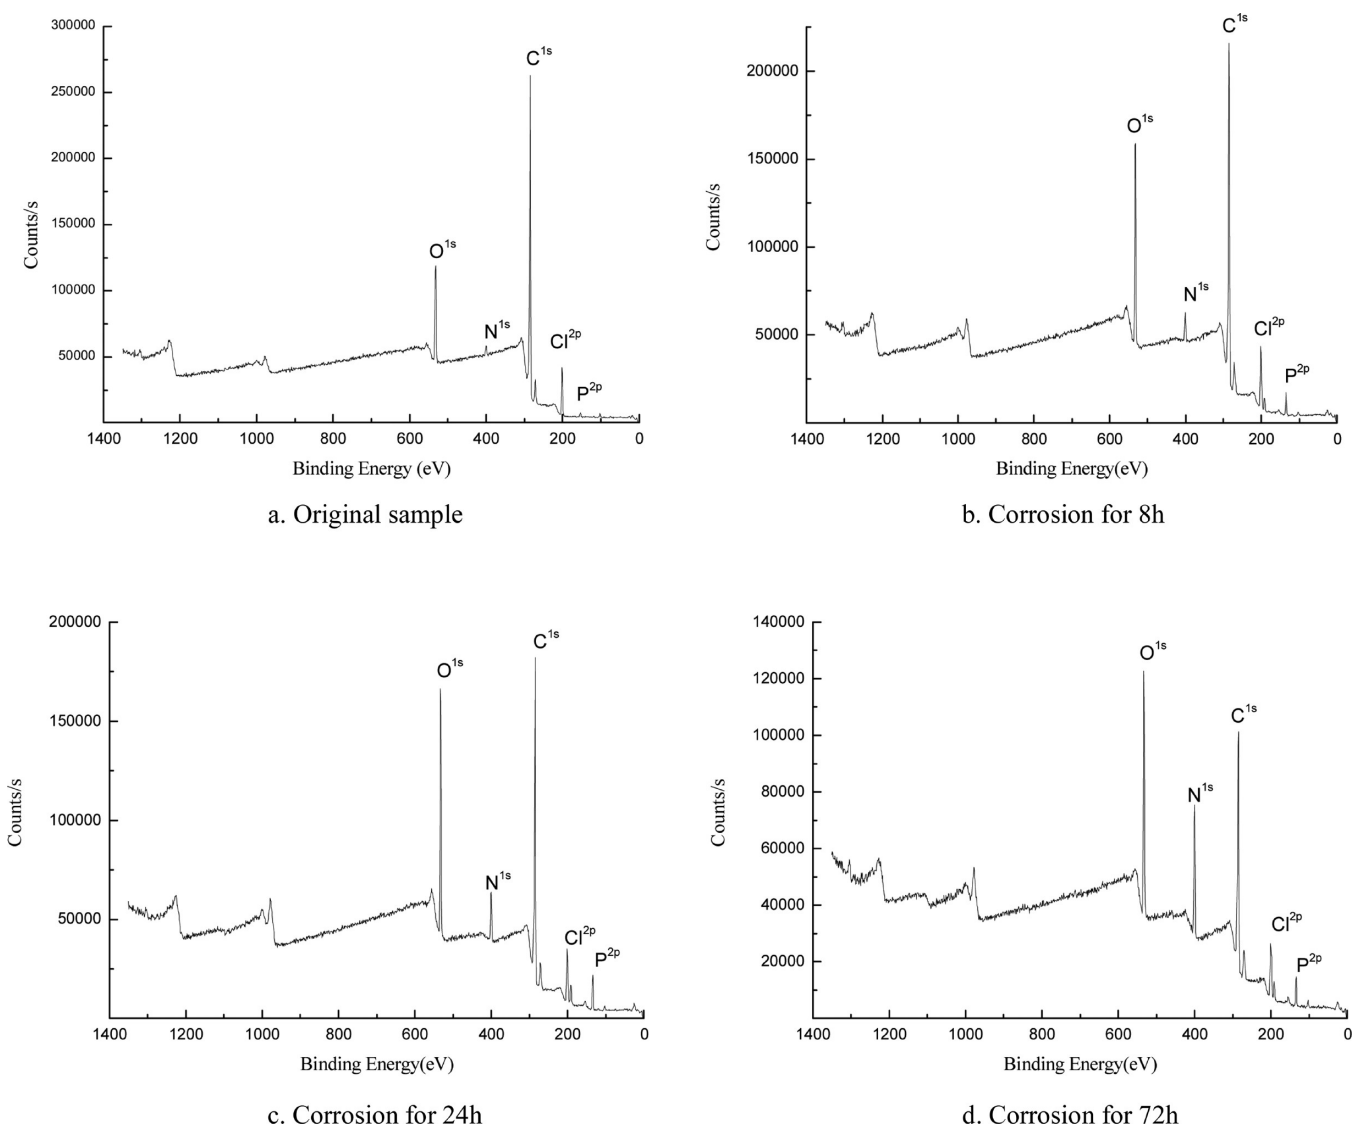 300000
250000
200000
150000
100000
50000
Counts/s
C1s
O1s
N1s
Cl2p
P2p
1400 1200 1000 800 600 400 200 0
Binding Energy (eV)
a. Original sample
200000
150000
100000
50000
Counts/s
C1s
O1s
N1s
Cl2p
P2p
1400 1200 1000 800 600 400 200 0
Binding Energy(eV)
b. Corrosion for 8h
200000
150000
100000
50000
Counts/s
C1s
O1s
N1s
Cl2p
P2p
1400 1200 1000 800 600 400 200 0
Binding Energy(eV)
c. Corrosion for 24h
140000
120000
100000
80000
60000
40000
20000
Counts/s
O1s
C1s
N1s
Cl2p
P2p
1400 1200 1000 800 600 400 200 0
Binding Energy(eV)
d. Corrosion for 72h